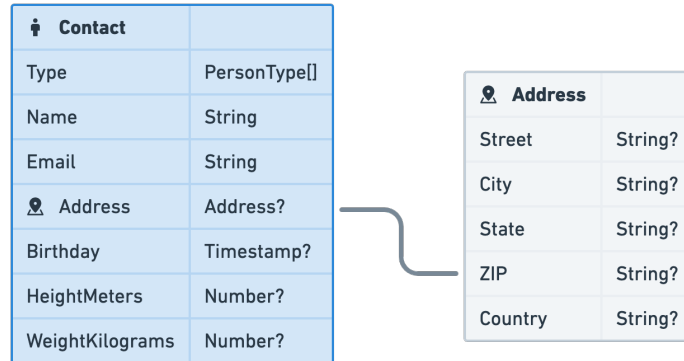 Contact
Type PersonType[]
Name String
Email String
Address Address?
Birthday Timestamp?
HeightMeters Number?
WeightKilograms Number?
Address
Street String?
City String?
State String?
ZIP String?
Country String?